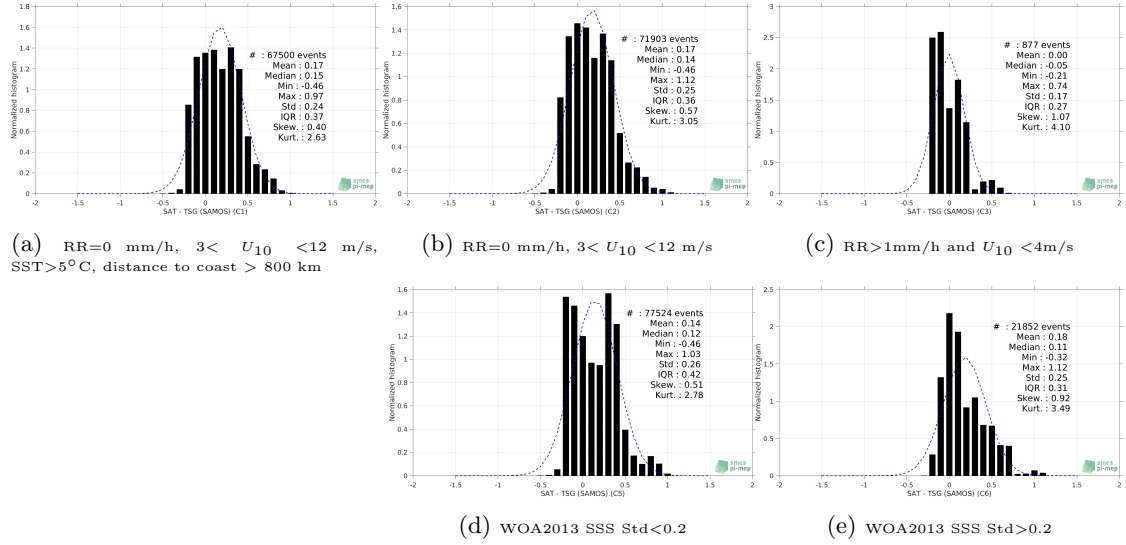 1.8
1.6
1.4
1.2
1
0.8
0.6
0.4
0.2
0
Normalized histogram
# : 67500 events
Mean : 0.17
Median : 0.15
Min : -0.46
Max : 0.97
Std : 0.24
IQR : 0.37
Skew. : 0.40
Kurt. : 2.63
smos
pi-mep
-2 -1.5 -1 -0.5 0 0.5 1 1.5 2
SAT - TSG (SAMOS) (C1)
(a) RR=0 mm/h, 3< U10 <12 m/s,
SST>5°C, distance to coast > 800 km
1.6
1.4
1.2
1
0.8
0.6
0.4
0.2
0
Normalized histogram
# : 71903 events
Mean : 0.17
Median : 0.14
Min : -0.46
Max : 1.12
Std : 0.25
IQR : 0.36
Skew. : 0.57
Kurt. : 3.05
smos
pi-mep
-2 -1.5 -1 -0.5 0 0.5 1 1.5 2
SAT - TSG (SAMOS) (C2)
(b) RR=0 mm/h, 3< U10 <12 m/s
3
2.5
2
1.5
1
0.5
0
Normalized histogram
# : 877 events
Mean : 0.00
Median : -0.05
Min : -0.21
Max : 0.74
Std : 0.17
IQR : 0.27
Skew. : 1.07
Kurt. : 4.10
smos
pi-mep
-2 -1.5 -1 -0.5 0 0.5 1 1.5 2
SAT - TSG (SAMOS) (C3)
(c) RR>1mm/h and U10 <4m/s
1.6
1.4
1.2
1
0.8
0.6
0.4
0.2
0
Normalized histogram
# : 77524 events
Mean : 0.14
Median : 0.12
Min : -0.46
Max : 1.03
Std : 0.26
IQR : 0.42
Skew. : 0.51
Kurt. : 2.78
smos
pi-mep
-2 -1.5 -1 -0.5 0 0.5 1 1.5 2
SAT - TSG (SAMOS) (C5)
(d) WOA2013 SSS Std<0.2
2.5
2
1.5
1
0.5
0
Normalized histogram
# : 21852 events
Mean : 0.18
Median : 0.11
Min : -0.32
Max : 1.12
Std : 0.25
IQR : 0.31
Skew. : 0.92
Kurt. : 3.49
smos
pi-mep
-2 -1.5 -1 -0.5 0 0.5 1 1.5 2
SAT - TSG (SAMOS) (C6)
(e) WOA2013 SSS Std>0.2